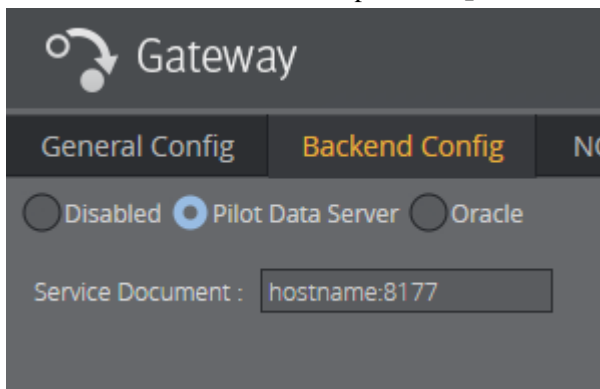 Gateway
General Config Backend Config
Disabled Pilot Data Server Oracle
Service Document : hostname:8177